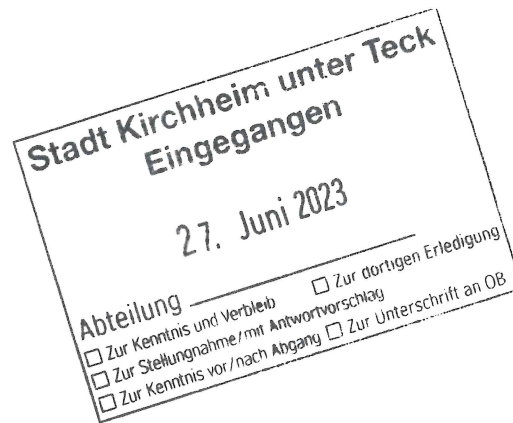 Stadt Kirchheim unter Teck
Eingegangen
27. Juni 2023
Abteilung
☐ Zur Kenntnis und Verbleib ☐ Zur dortigen Erledigung
☐ Zur Stellungnahme/mit Antwortvorschlag
☐ Zur Kenntnis vor/nach Abgang ☐ Zur Unterschrift an OB